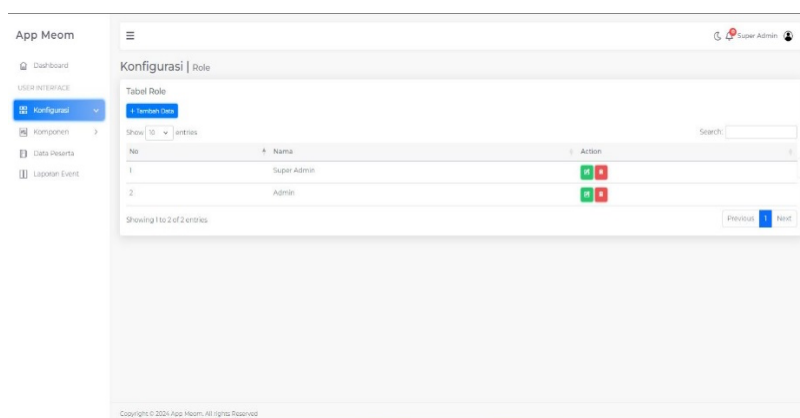 App Meom
Super Admin
Dashboard
USER INTERFACE
Konfigurasi
Komponen
Data Peserta
Laporan Event
Konfigurasi | Role
Tabel Role
+ Tambah Data
Show 10 entries
Search:
No Nama Action
1 Super Admin
2 Admin
Showing 1 to 2 of 2 entries
Previous 1 Next
Copyright © 2024 App Meom. All rights Reserved